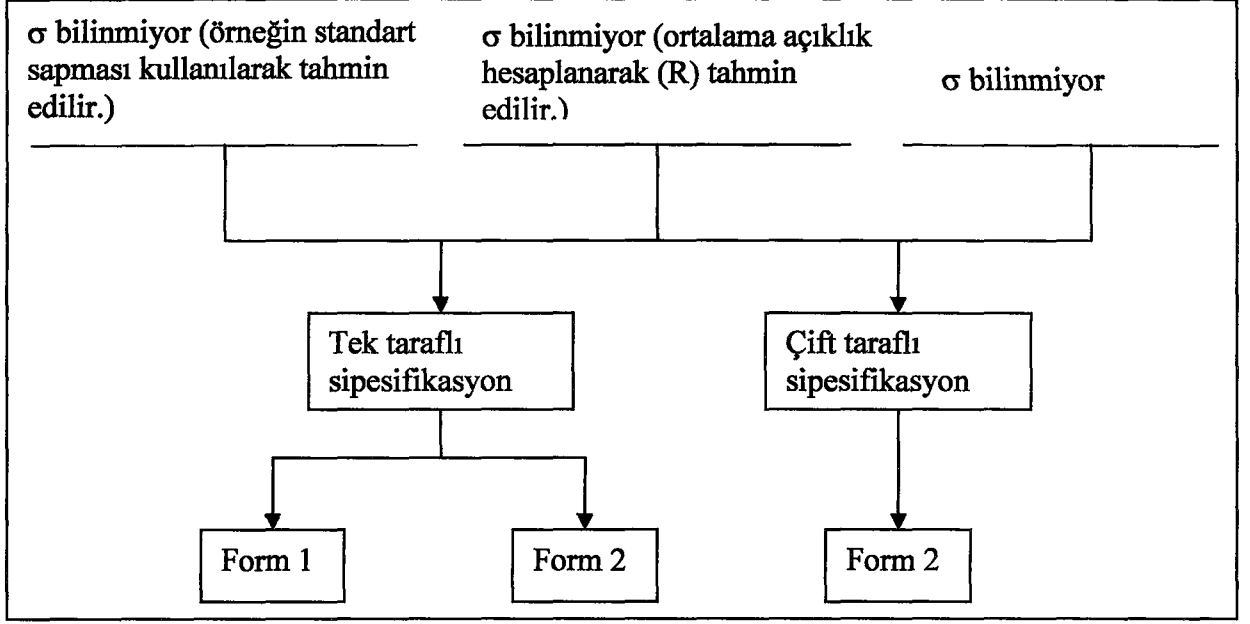 σ bilinmiyor (örneğin standart
sapması kullanılarak tahmin
edilir.)
σ bilinmiyor (ortalama açıklık
hesaplanarak (R) tahmin
edilir.)
σ bilinmiyor
Tek taraflı
sipesifikasyon
Çift taraflı
sipesifikasyon
Form 1
Form 2
Form 2